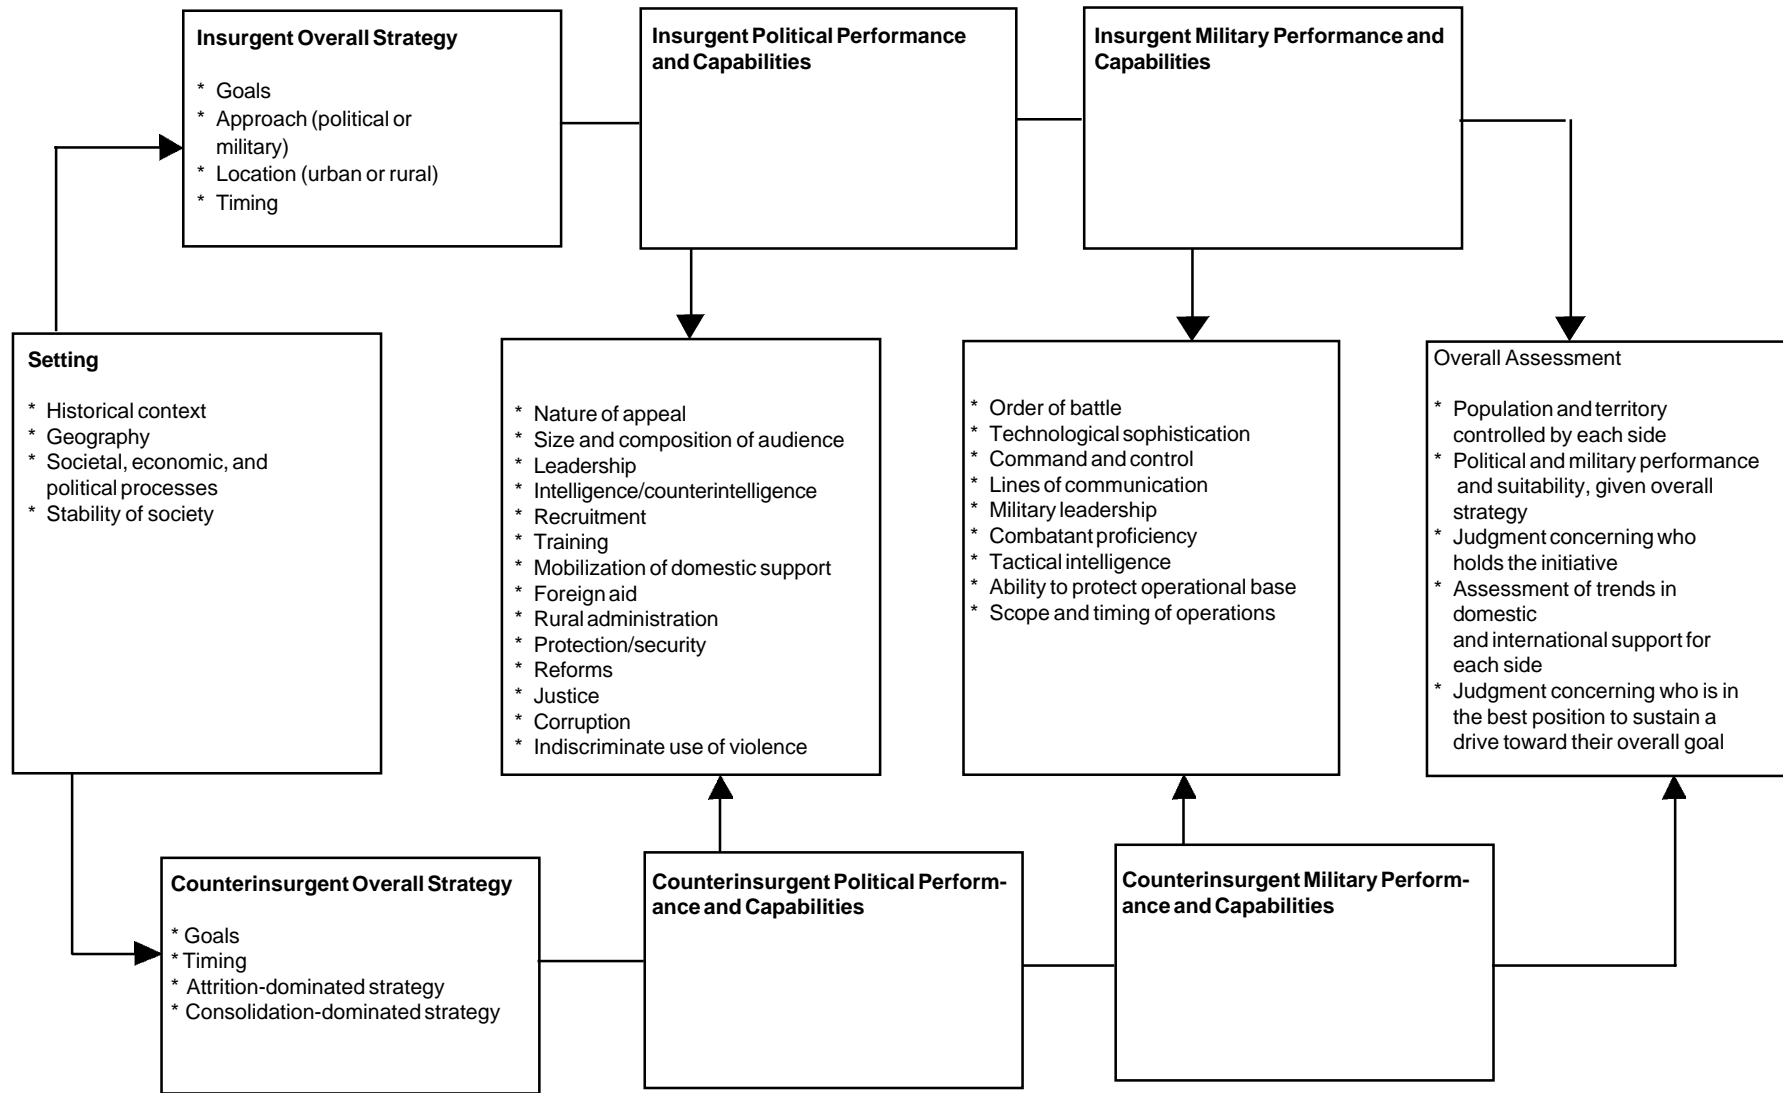 Insurgent Overall Strategy
* Goals
* Approach (political or
military)
* Location (urban or rural)
* Timing
Insurgent Political Performance
and Capabilities
Insurgent Military Performance and
Capabilities
Setting
* Historical context
* Geography
* Societal, economic, and
political processes
* Stability of society
* Nature of appeal
* Size and composition of audience
* Leadership
* Intelligence/counterintelligence
* Recruitment
* Training
* Mobilization of domestic support
* Foreign aid
* Rural administration
* Protection/security
* Reforms
* Justice
* Corruption
* Indiscriminate use of violence
* Order of battle
* Technological sophistication
* Command and control
* Lines of communication
* Military leadership
* Combatant proficiency
* Tactical intelligence
* Ability to protect operational base
* Scope and timing of operations
Overall Assessment
* Population and territory
controlled by each side
* Political and military performance
and suitability, given overall
strategy
* Judgment concerning who
holds the initiative
* Assessment of trends in
domestic
and international support for
each side
* Judgment concerning who is in
the best position to sustain a
drive toward their overall goal
Counterinsurgent Overall Strategy
* Goals
* Timing
* Attrition-dominated strategy
* Consolidation-dominated strategy
Counterinsurgent Political Perform-
ance and Capabilities
Counterinsurgent Military Perform-
ance and Capabilities